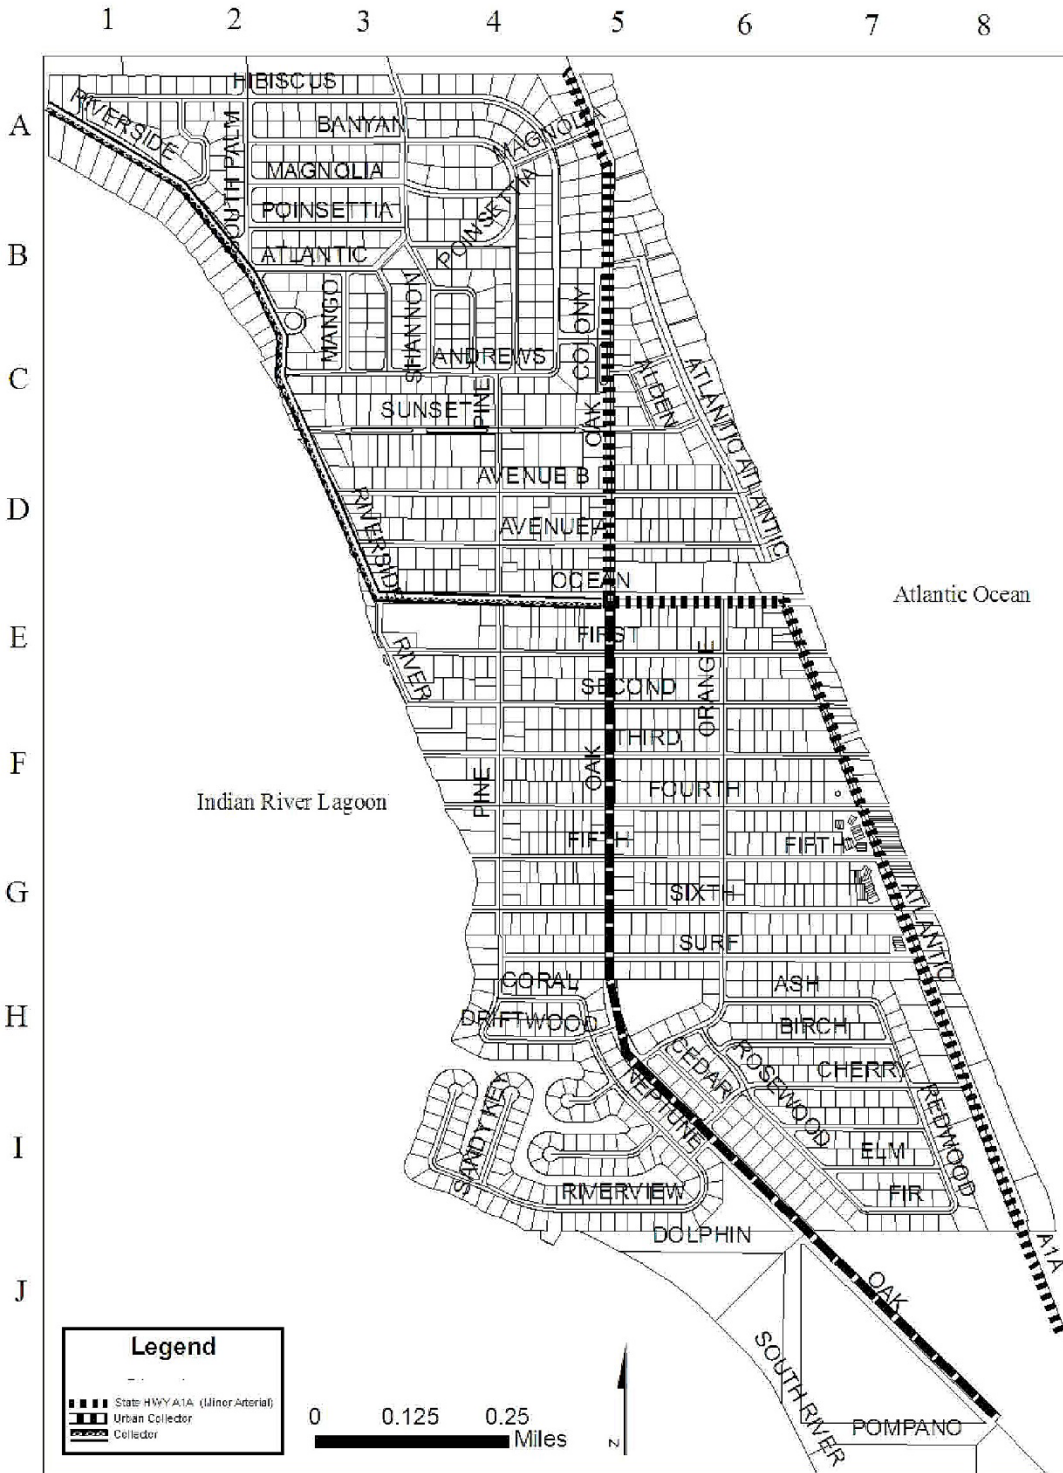 1 2 3 4 5 6 7 8
A
HIBISCUS
RIVERSIDE
SOUTH PALM
BANYAN
MAGNOLIA
MAGNOLIA
POINSETTIA
POINSETTIA
B
ATLANTIC
MANGO
SHANNON
COLONY
C
ANDREWS
ALDEN
ATLANTIC
SUNSET
PINE
OAK
AVENUE B
ATLANTIC
D
RIVERSIDE
AVENUE A
OCEAN
Atlantic Ocean
E
FIRST
RIVER
SECOND
ORANGE
F
THIRD
OAK
PINE
FOURTH
Indian River Lagoon
FIFTH
FIFTH
G
SIXTH
ATLANTIC
SURF
CORAL
ASH
H
DRIFTWOOD
BIRCH
CEDAR
ROSEWOOD
CHERRY
NEPTUNE
REDWOOD
I
SANDY KEY
ELM
RIVERVIEW
FIR
DOLPHIN
A1A
J
OAK
SOUTH RIVER
POMPANO
Legend
State HWY A1A (Minor Arterial)
Urban Collector
Collector
0 0.125 0.25
Miles
z